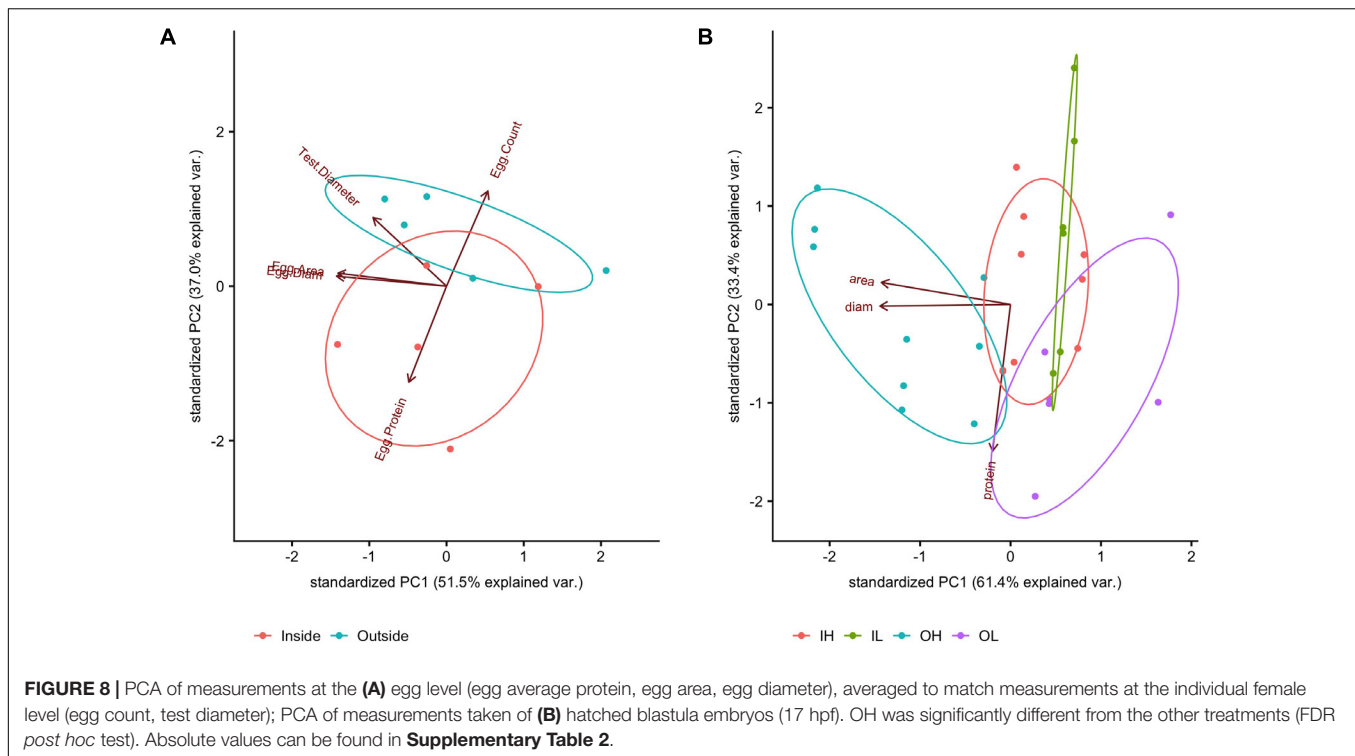 A
B
2
0
-2
standardized PC2 (37.0% explained var.)
Test.Diameter
Egg.Count
Egg.Area
Egg.Diam
Egg.Protein
-2 -1 0 1 2
standardized PC1 (51.5% explained var.)
Inside Outside
2
1
0
-1
-2
standardized PC2 (33.4% explained var.)
area
diam
protein
-2 -1 0 1 2
standardized PC1 (61.4% explained var.)
IH IL OH OL
FIGURE 8 | PCA of measurements at the (A) egg level (egg average protein, egg area, egg diameter), averaged to match measurements at the individual female
level (egg count, test diameter); PCA of measurements taken of (B) hatched blastula embryos (17 hpf). OH was significantly different from the other treatments (FDR
post hoc test). Absolute values can be found in Supplementary Table 2.